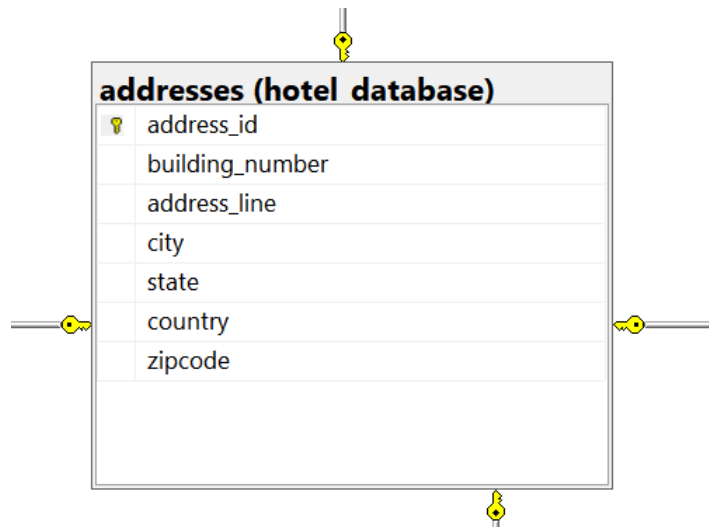 addresses (hotel_database)
address_id
building_number
address_line
city
state
country
zipcode